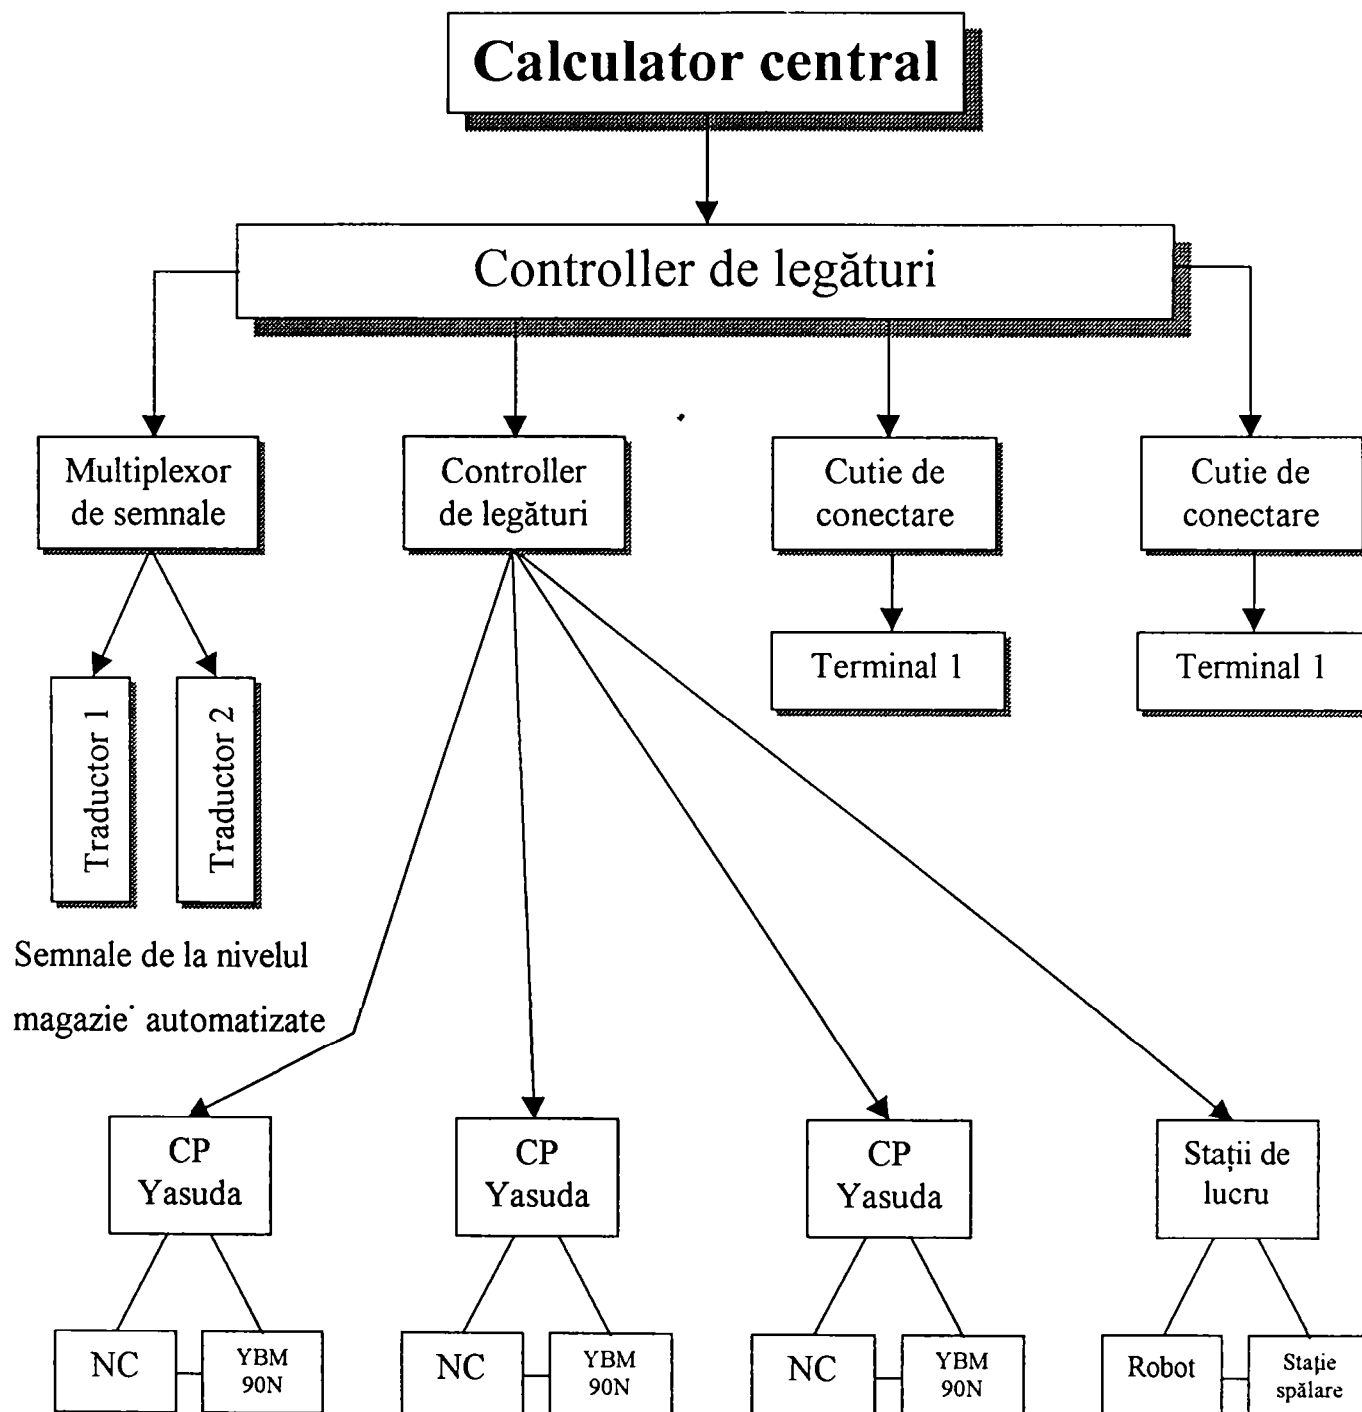 Calculator central
Controller de legături
Multiplexor
de semnale
Controller
de legături
Cutie de
conectare
Cutie de
conectare
Terminal 1
Terminal 1
Traductor 1
Traductor 2
Semnale de la nivelul
magazie automatizate
CP
Yasuda
CP
Yasuda
CP
Yasuda
Stații de
lucru
NC
YBM
90N
NC
YBM
90N
NC
YBM
90N
Robot
Stație
spălare